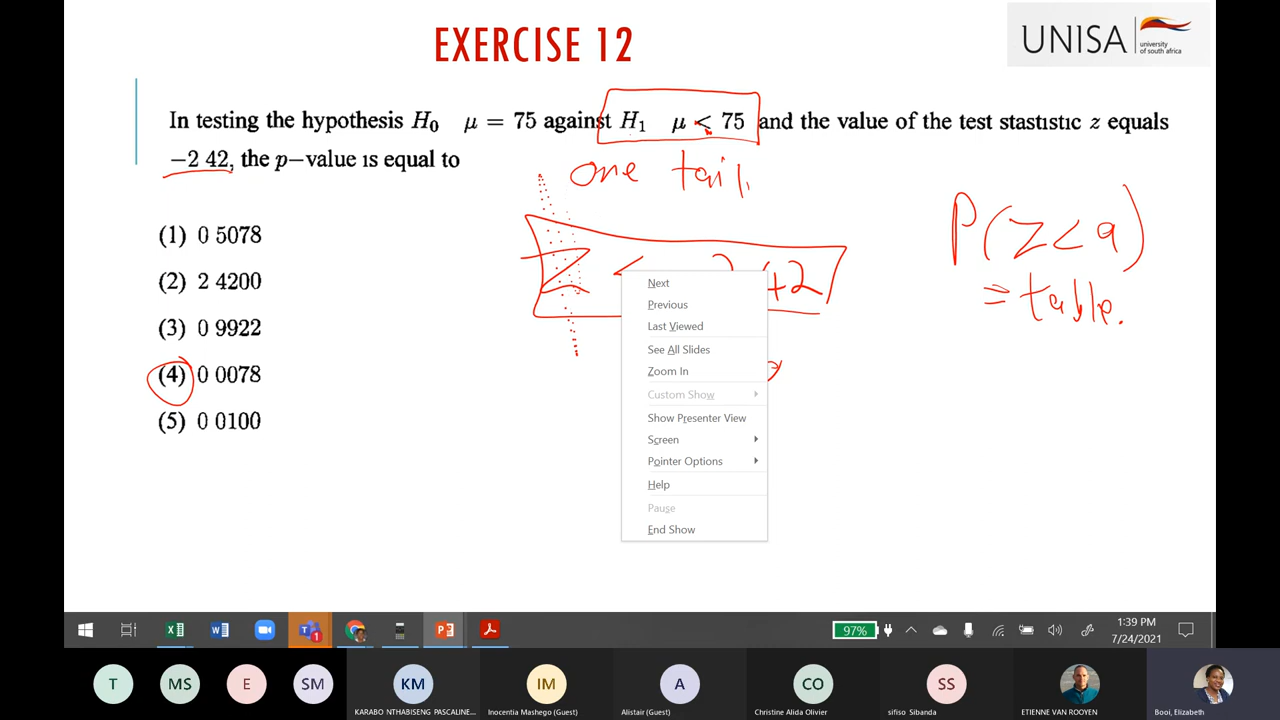 EXERCISE 12
UNISA
university
of south africa
In testing the hypothesis H0 μ = 75 against H1 μ < 75 and the value of the test stastistic z equals
−2 42, the p−value is equal to
one tail.
(1) 0 5078
(2) 2 4200
(3) 0 9922
(4) 0 0078
(5) 0 0100
P(Z<a)
= table.
Z <
Next
Previous
Last Viewed
See All Slides
Zoom In
Custom Show
Show Presenter View
Screen
Pointer Options
Help
Pause
End Show
97%
1:39 PM
7/24/2021
T
MS
E
SM
KM
IM
A
CO
SS
KARABO NTHABISENG PASCALINE...
Inocentia Mashego (Guest)
Alistair (Guest)
Christine Alida Olivier
sifiso Sibanda
ETIENNE VAN ROOYEN
Booi, Elizabeth